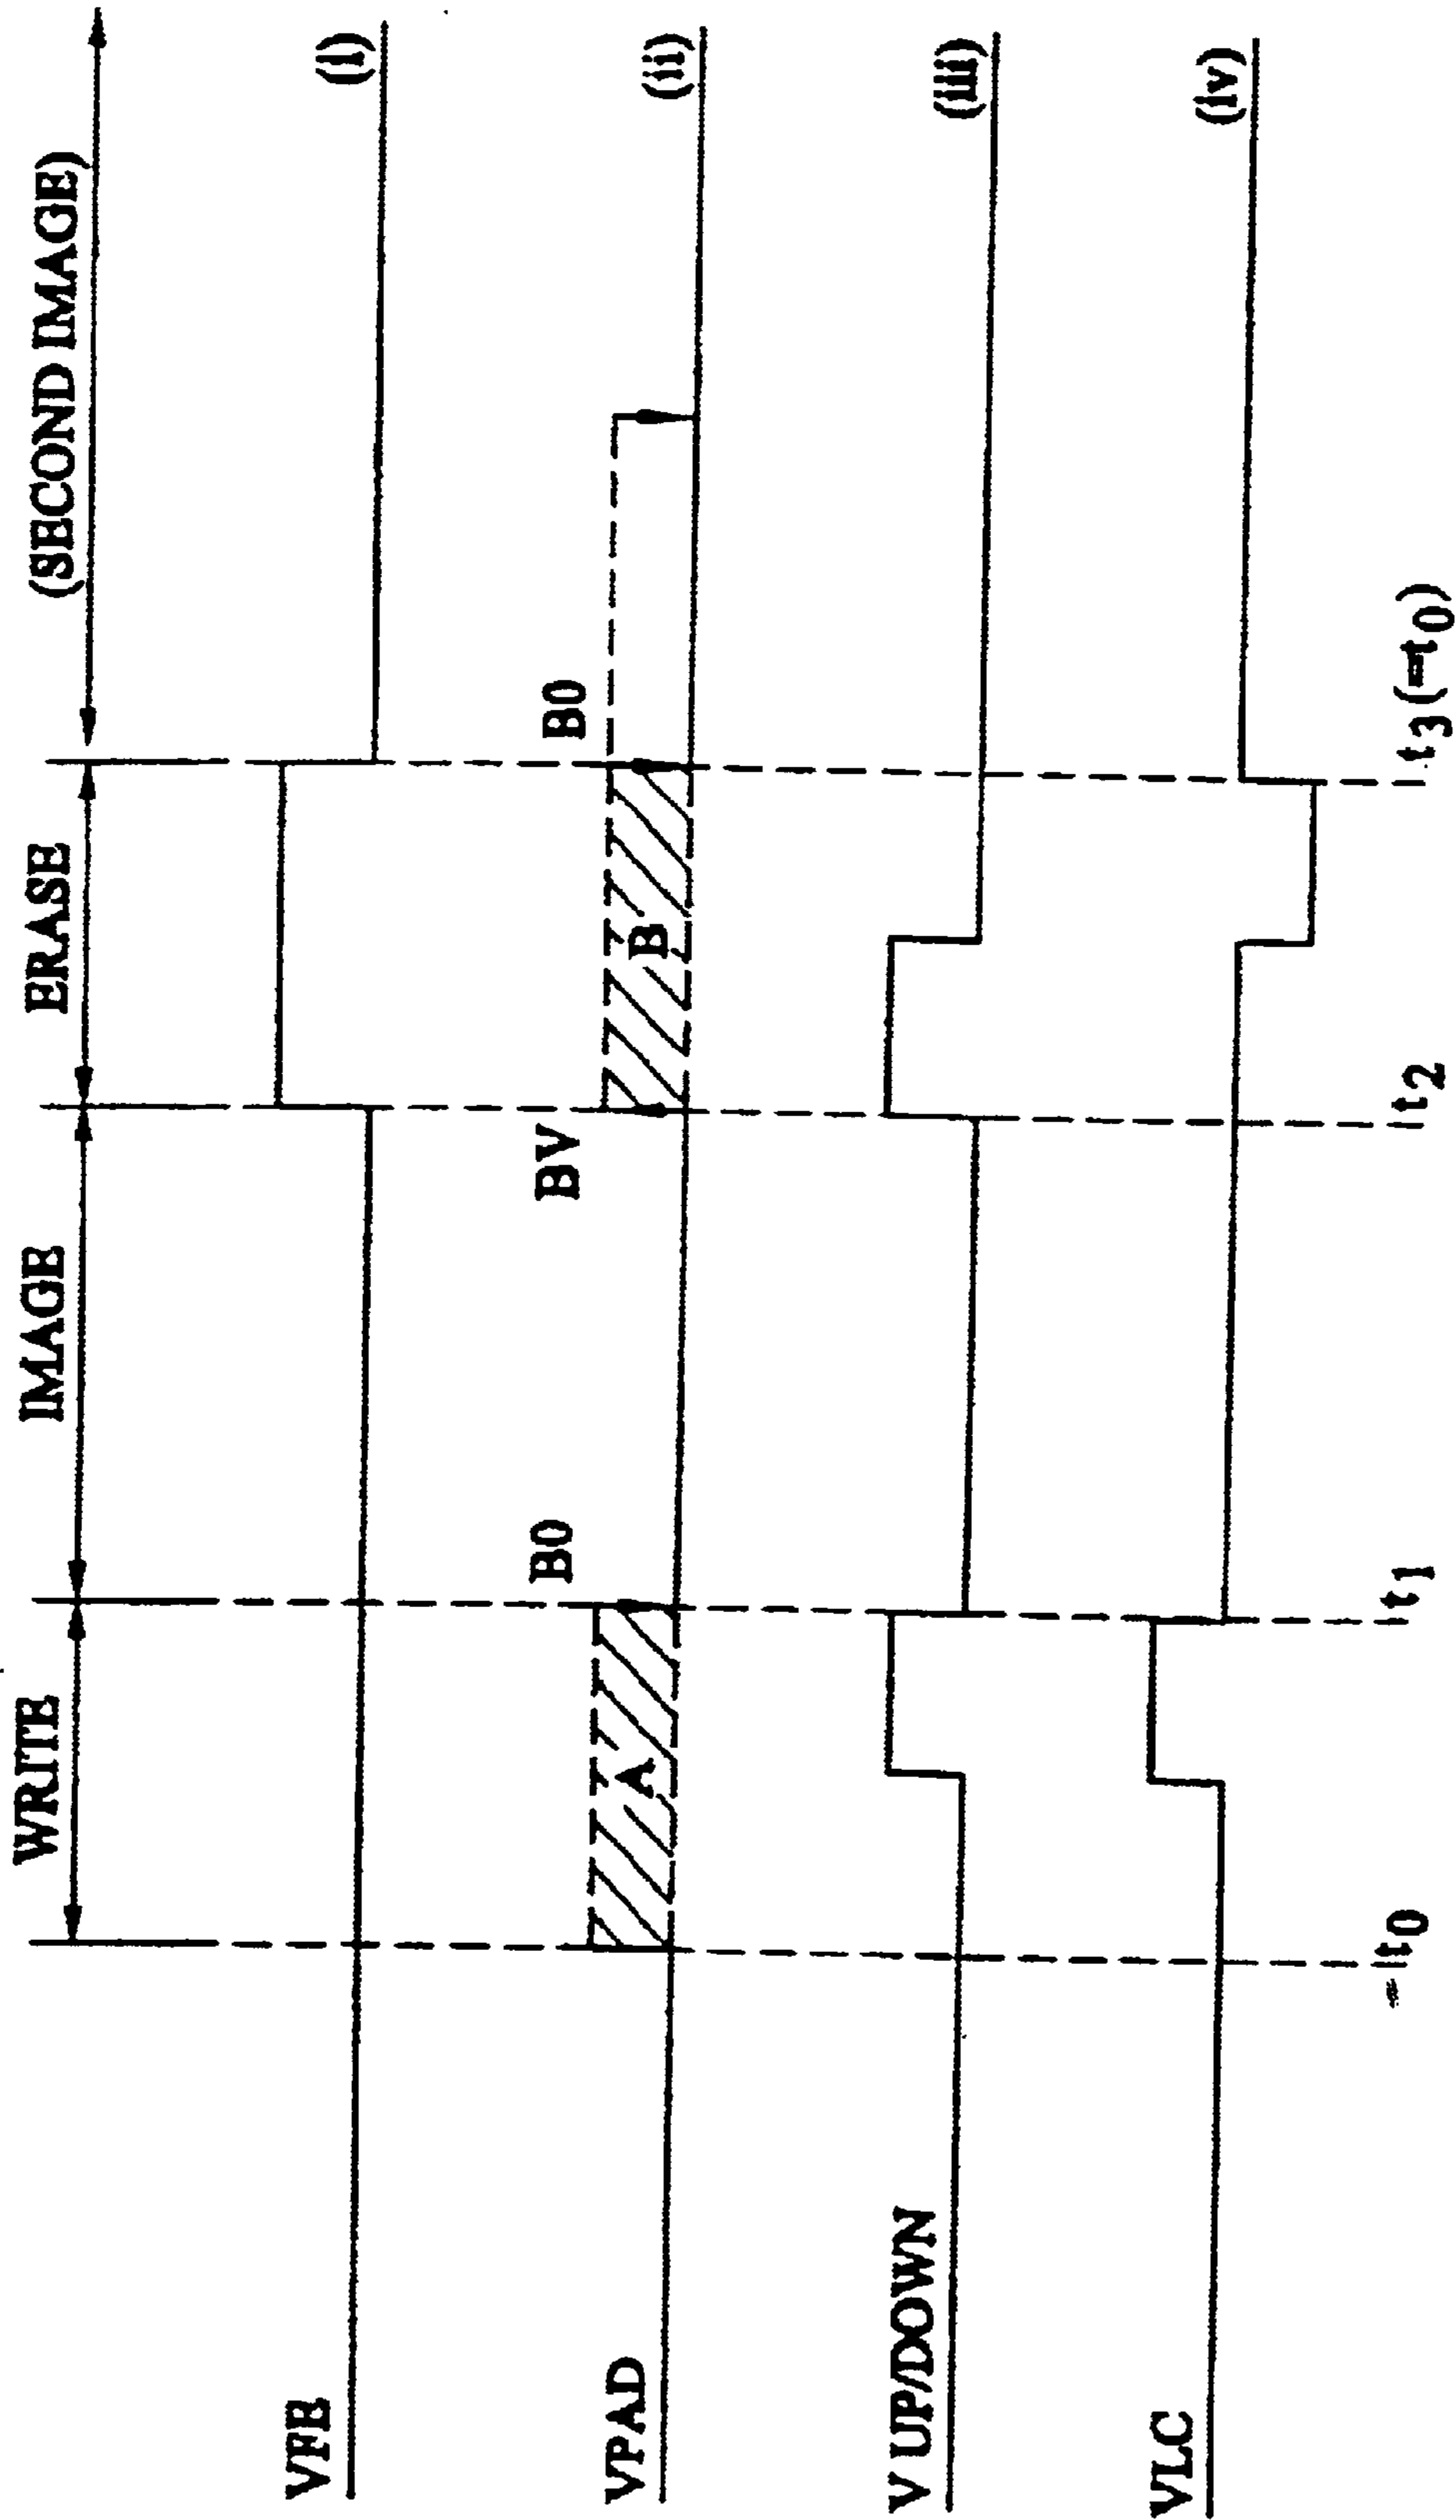 WRITE IMAGE ERASE (SECOND IMAGE)
VFE (i)
B0 BV B0
VPAD A B (ii)
V UP/DOWN (iii)
VLC (iv)
t0 t1 t2 t3(=t0)